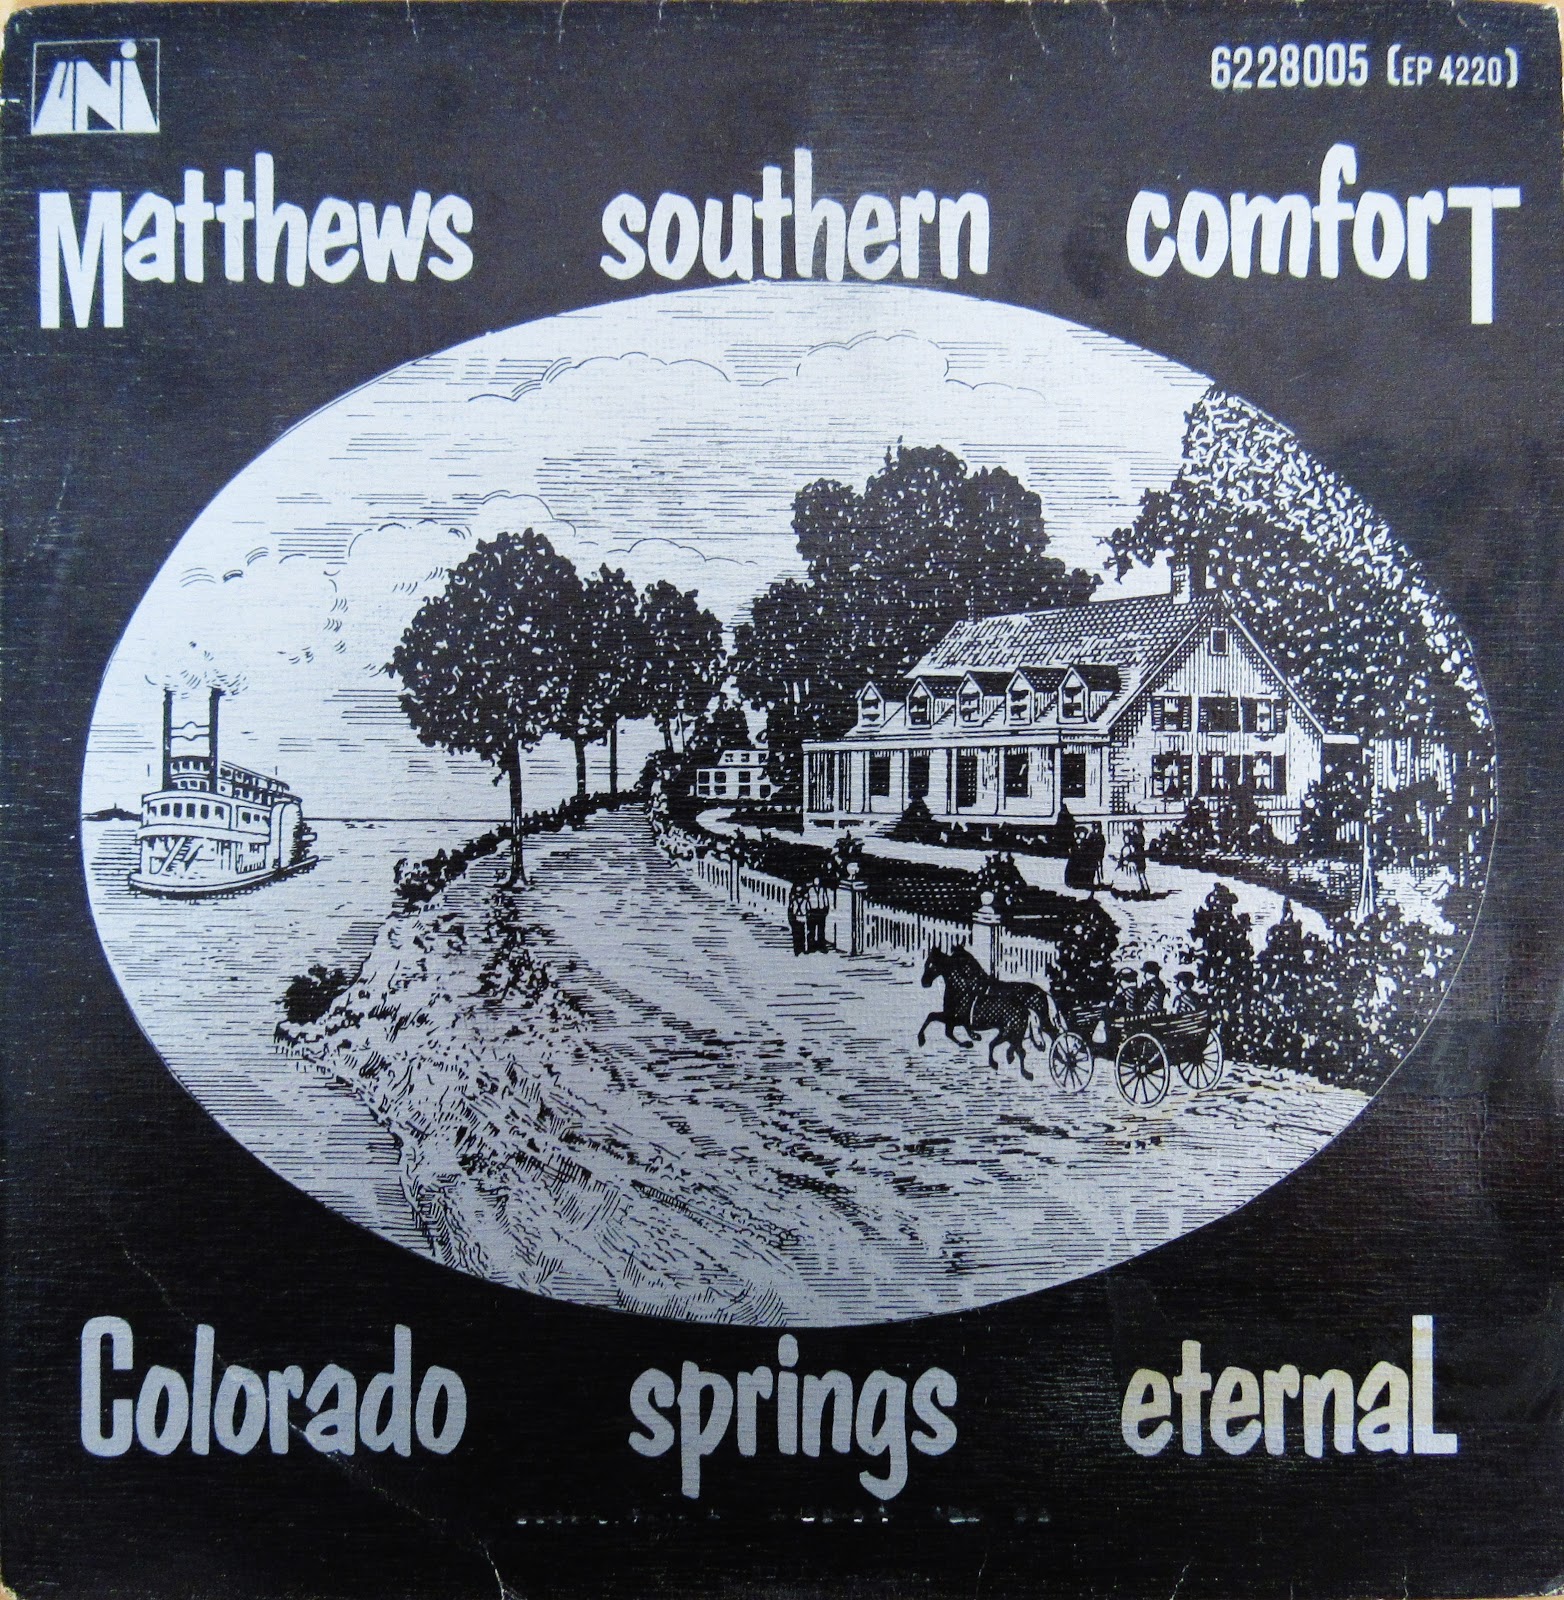 UNi
6228005 (EP 4220)
Matthews southern comforT
Colorado springs eternaL